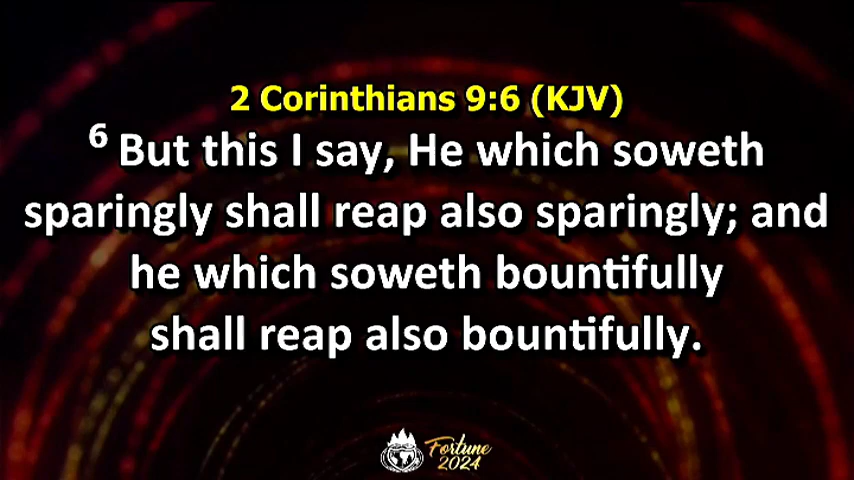 2 Corinthians 9:6 (KJV)
6 But this I say, He which soweth
sparingly shall reap also sparingly; and
he which soweth bountifully
shall reap also bountifully.
Fortune
2024